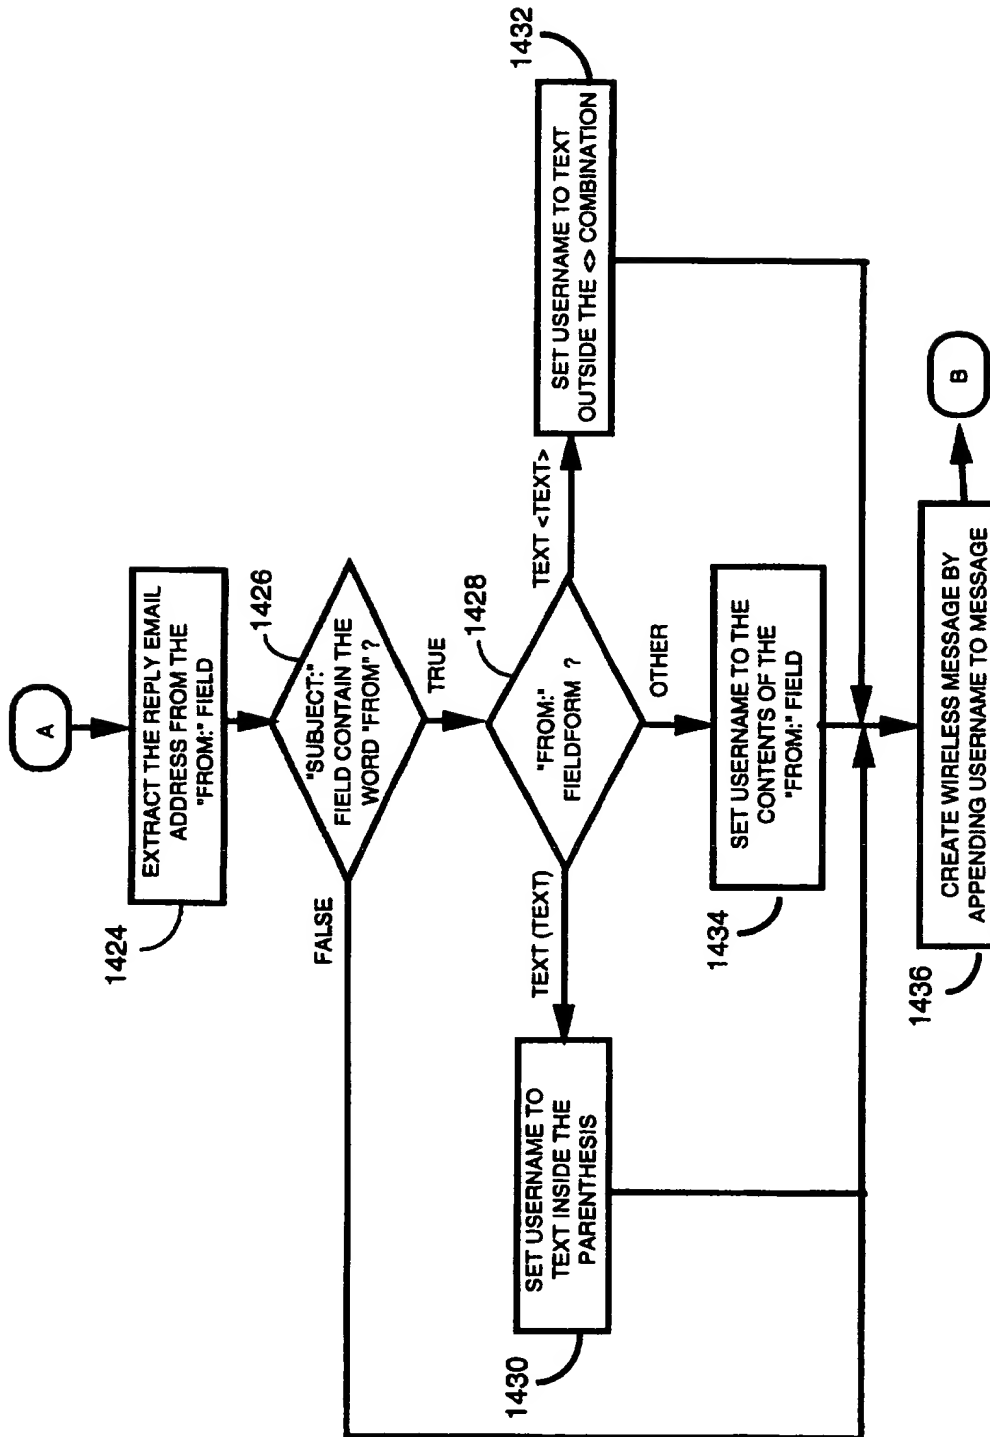 A
EXTRACT THE REPLY EMAIL
ADDRESS FROM THE
"FROM:" FIELD
1424
"SUBJECT:"
FIELD CONTAIN THE
WORD "FROM" ?
1426
FALSE
TRUE
"FROM:"
FIELDFORM ?
1428
TEXT (TEXT)
TEXT <TEXT>
OTHER
SET USERNAME TO
TEXT INSIDE THE
PARENTHESIS
1430
SET USERNAME TO TEXT
OUTSIDE THE <> COMBINATION
1432
SET USERNAME TO THE
CONTENTS OF THE
"FROM:" FIELD
1434
CREATE WIRELESS MESSAGE BY
APPENDING USERNAME TO MESSAGE
1436
B